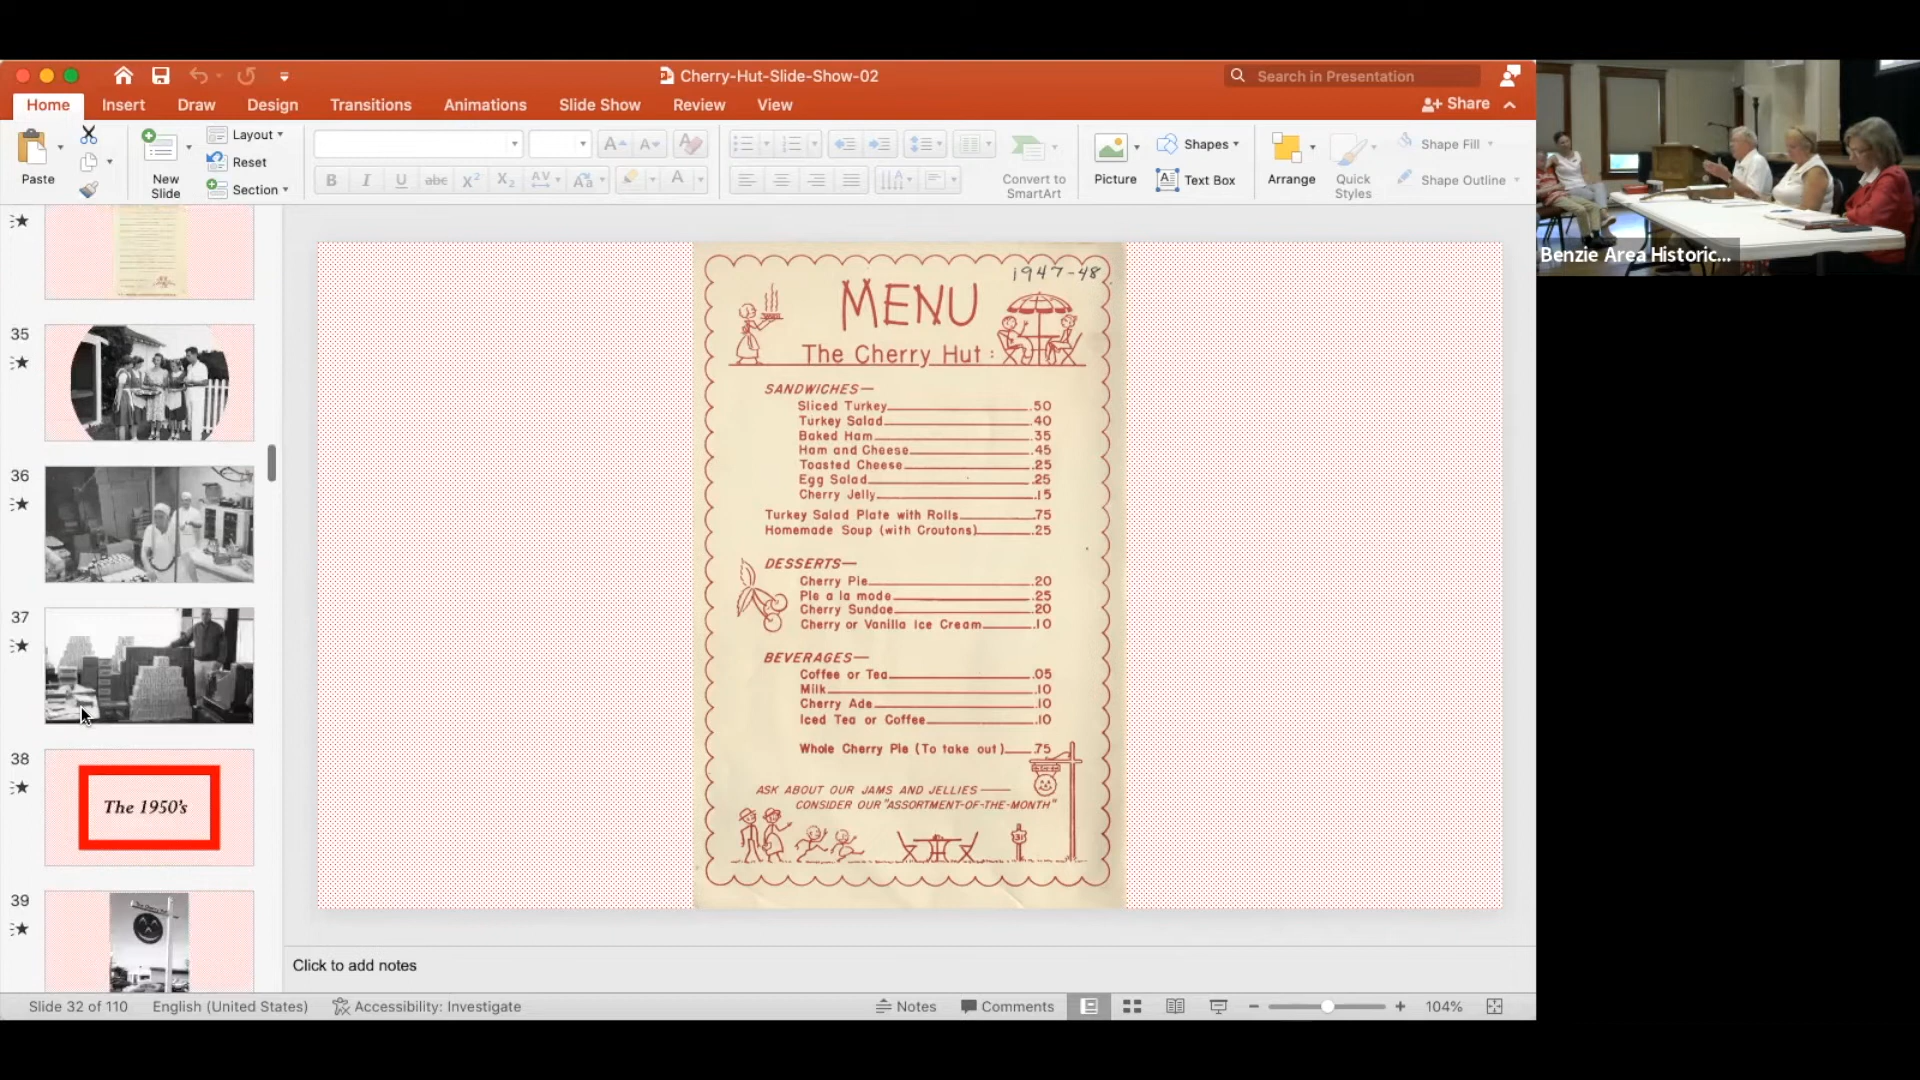 Cherry-Hut-Slide-Show-02
Search in Presentation
Home Insert Draw Design Transitions Animations Slide Show Review View
Share
Paste
New Slide
Layout
Reset
Section
B I U abc X² X₂ AV Aa A
Convert to SmartArt
Picture
Shapes
Text Box
Arrange
Quick Styles
Shape Fill
Shape Outline
Benzie Area Historic...
35
36
37
38
The 1950's
39
1947-48
MENU
The Cherry Hut:
SANDWICHES—
Sliced Turkey .50
Turkey Salad .40
Baked Ham .35
Ham and Cheese .45
Toasted Cheese .25
Egg Salad .25
Cherry Jelly .15
Turkey Salad Plate with Rolls .75
Homemade Soup (with Croutons) .25
DESSERTS—
Cherry Pie .20
Pie a la mode .25
Cherry Sundae .20
Cherry or Vanilla Ice Cream .10
BEVERAGES—
Coffee or Tea .05
Milk .10
Cherry Ade .10
Iced Tea or Coffee .10
Whole Cherry Pie (To take out) .75
ASK ABOUT OUR JAMS AND JELLIES —
CONSIDER OUR "ASSORTMENT-OF-THE-MONTH"
31
Click to add notes
Slide 32 of 110 English (United States) Accessibility: Investigate Notes Comments 104%